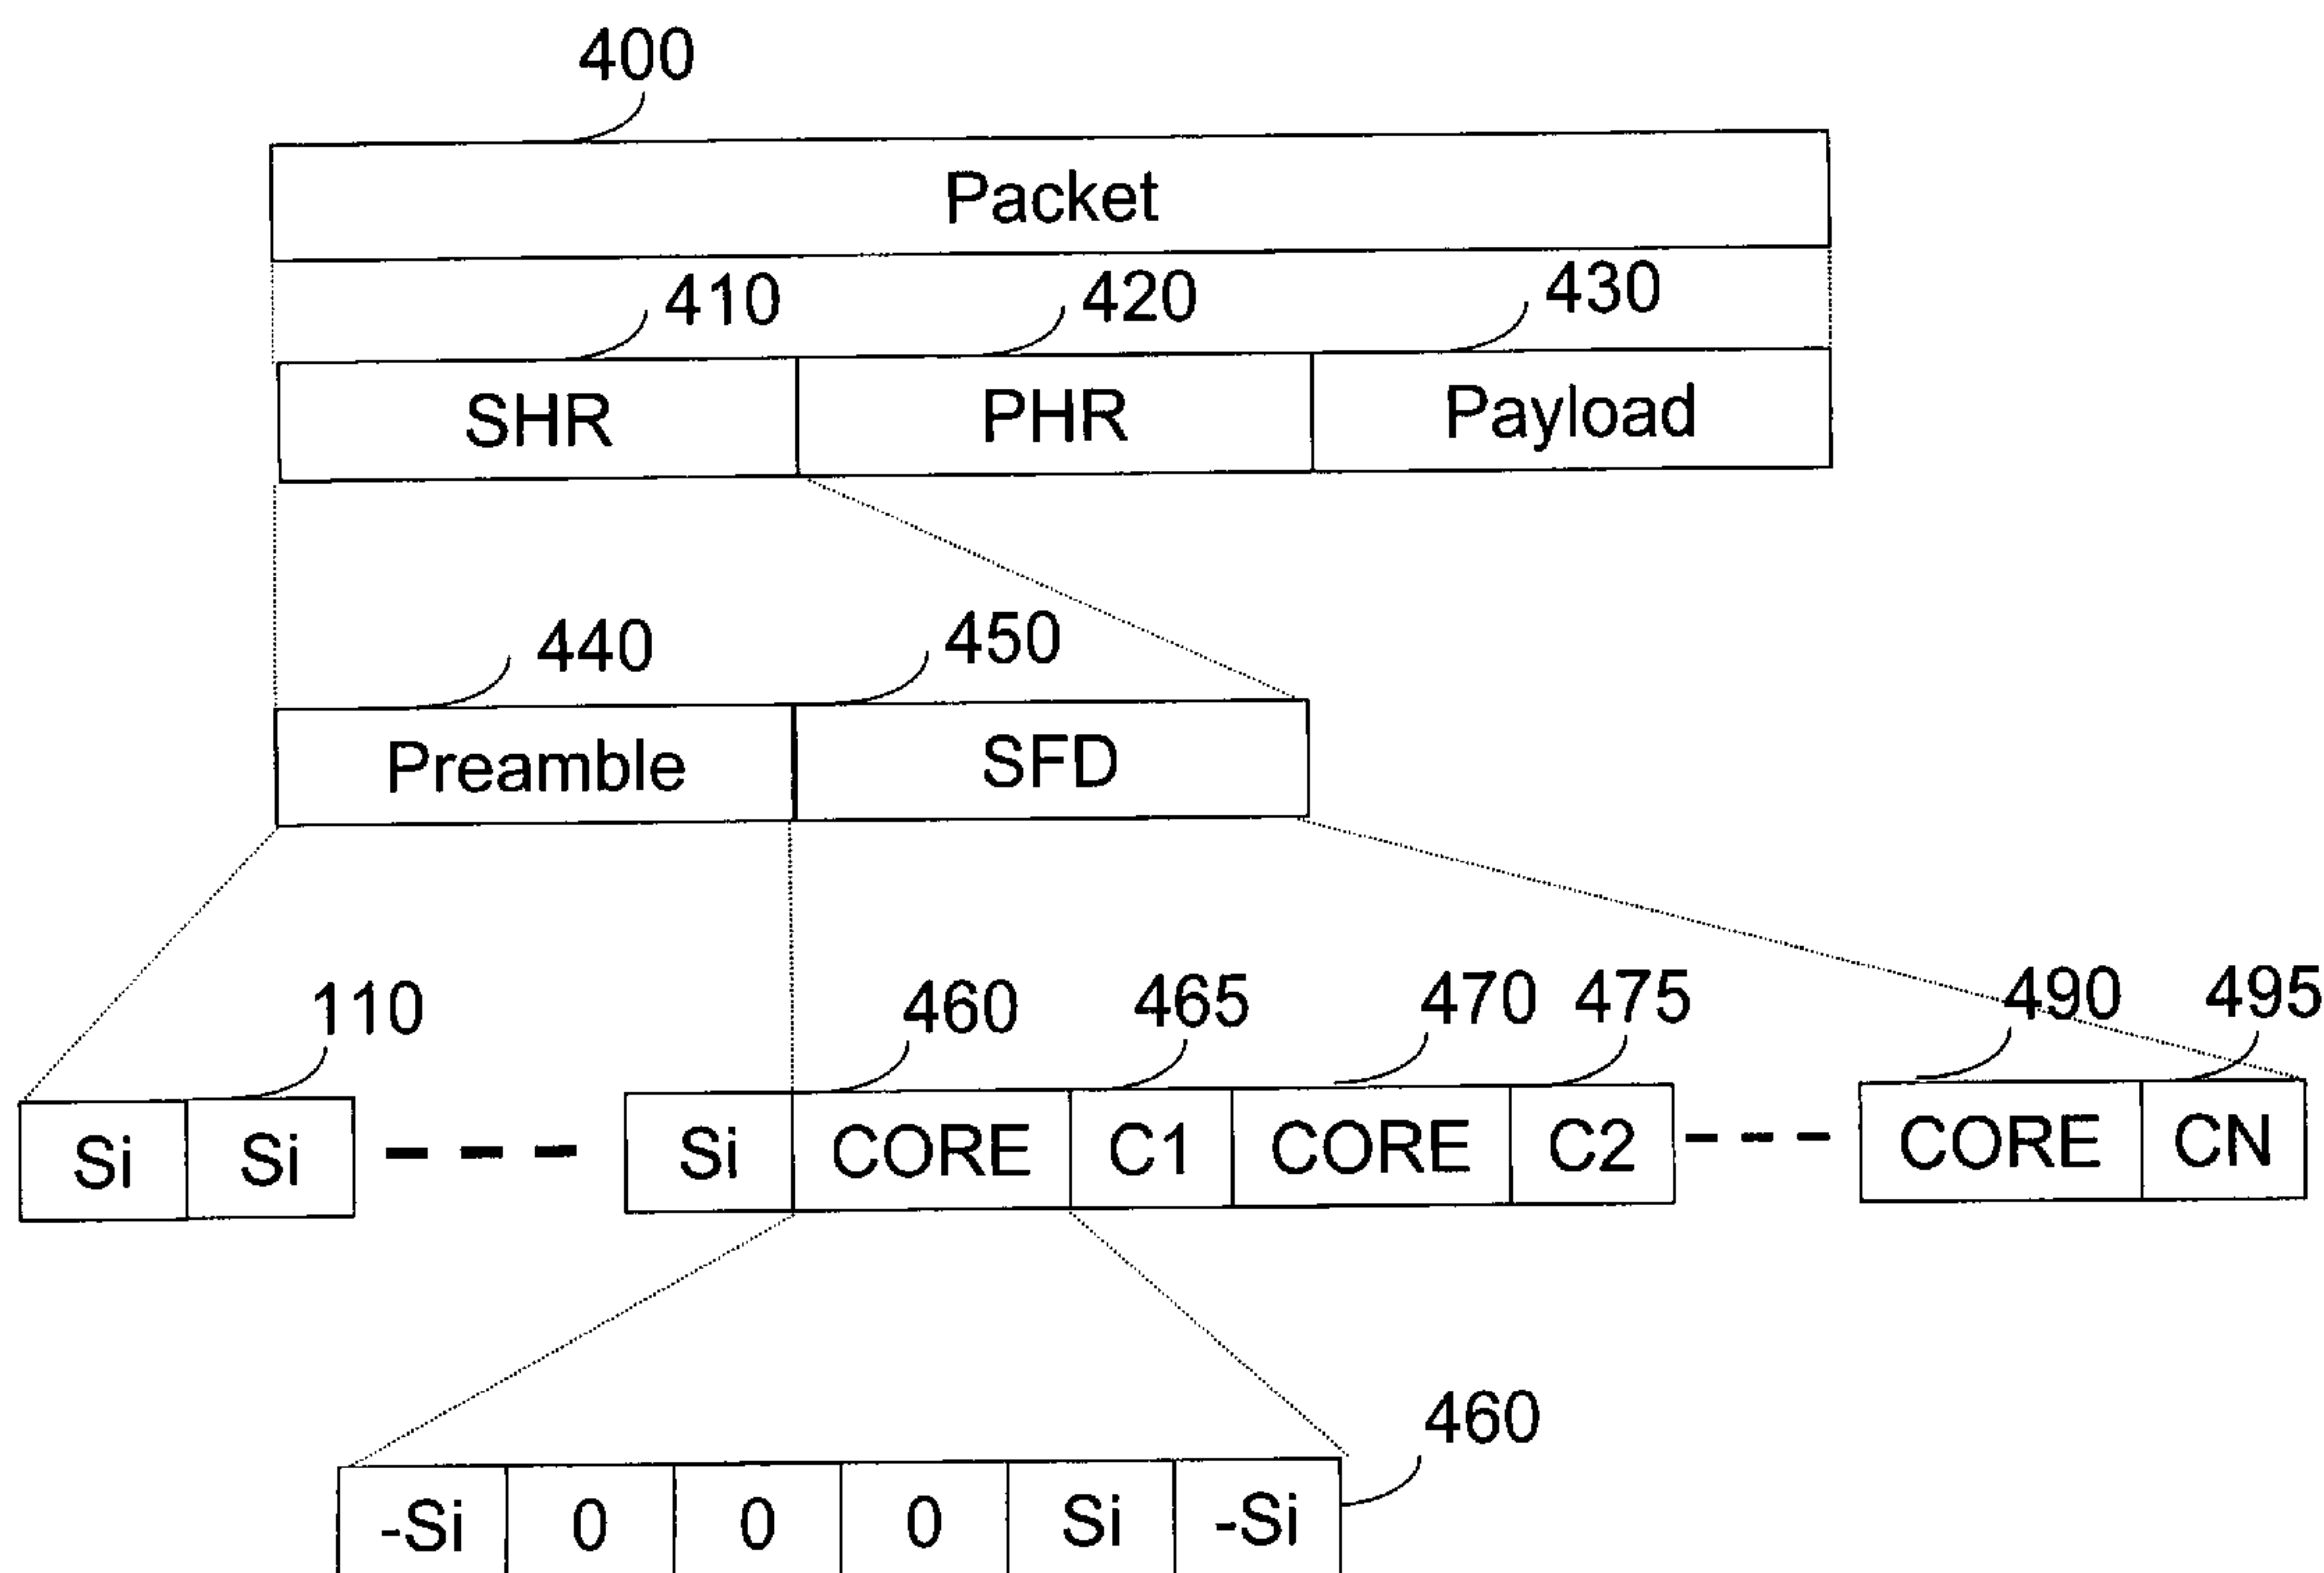 400
Packet
410 420 430
SHR PHR Payload
440 450
Preamble SFD
110 460 465 470 475 490 495
Si Si Si CORE C1 CORE C2 CORE CN
460
-Si 0 0 0 Si -Si